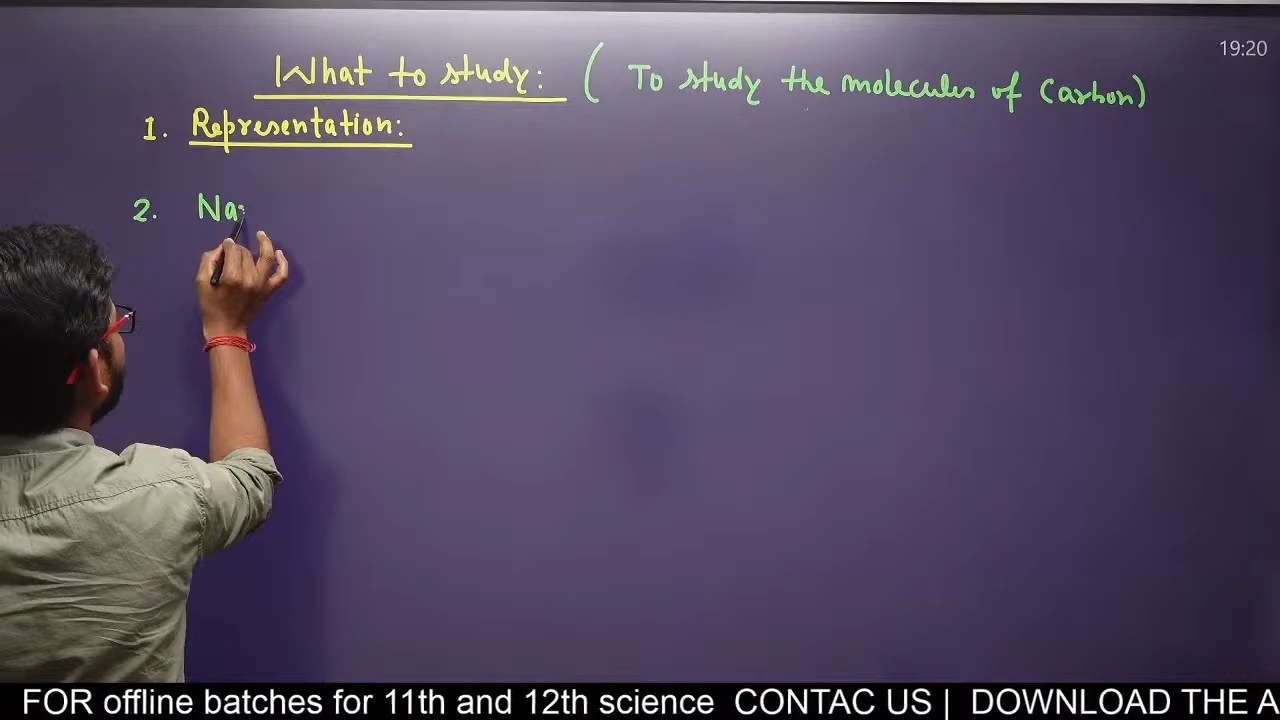 19:20
What to study: ( To study the molecules of Carbon)
1. Representation:
2. Na
FOR offline batches for 11th and 12th science CONTAC US | DOWNLOAD THE A